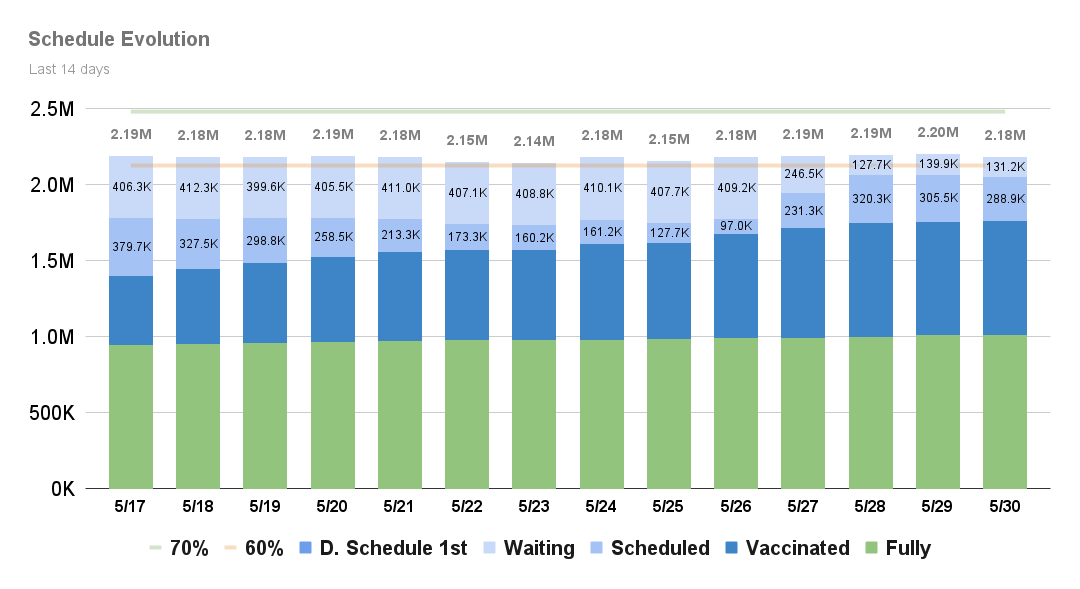 Schedule Evolution
Last 14 days
2.5M
2.19M 2.18M 2.18M 2.19M 2.18M 2.15M 2.14M 2.18M 2.15M 2.18M 2.19M 2.19M 2.20M 2.18M
2.0M
406.3K 412.3K 399.6K 405.5K 411.0K 407.1K 408.8K 410.1K 407.7K 409.2K 246.5K 127.7K 139.9K 131.2K
379.7K 327.5K 298.8K 258.5K 213.3K 173.3K 160.2K 161.2K 127.7K 97.0K 231.3K 320.3K 305.5K 288.9K
1.5M
1.0M
500K
0K
5/17 5/18 5/19 5/20 5/21 5/22 5/23 5/24 5/25 5/26 5/27 5/28 5/29 5/30
70% 60% D. Schedule 1st Waiting Scheduled Vaccinated Fully